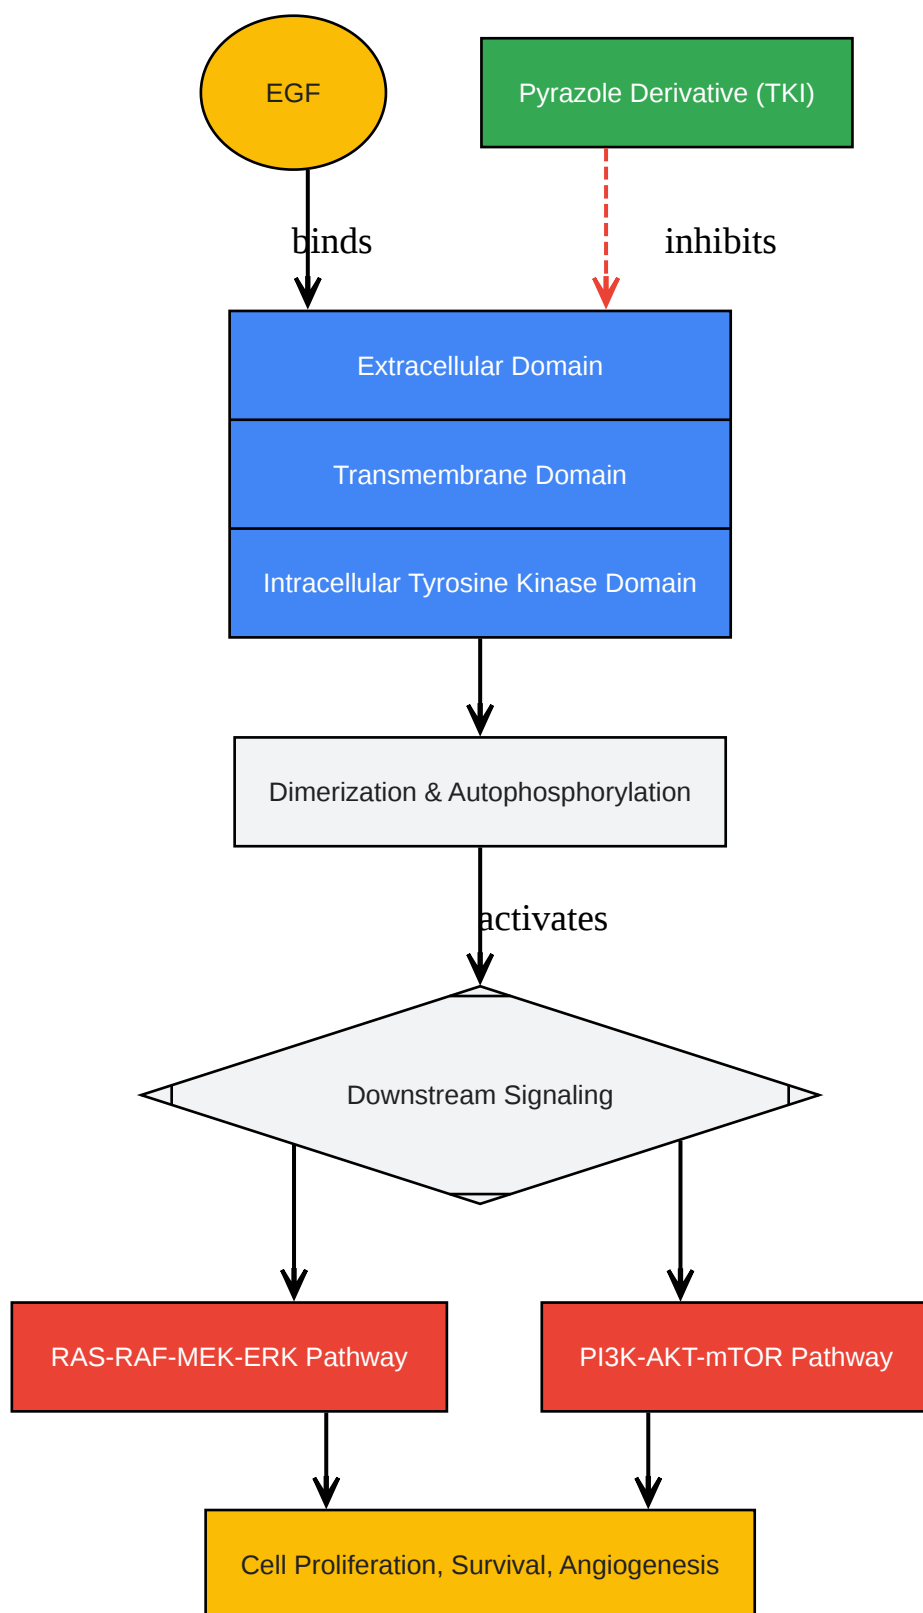 EGF
Pyrazole Derivative (TKI)
binds
inhibits
Extracellular Domain
Transmembrane Domain
Intracellular Tyrosine Kinase Domain
Dimerization & Autophosphorylation
activates
Downstream Signaling
RAS-RAF-MEK-ERK Pathway
PI3K-AKT-mTOR Pathway
Cell Proliferation, Survival, Angiogenesis